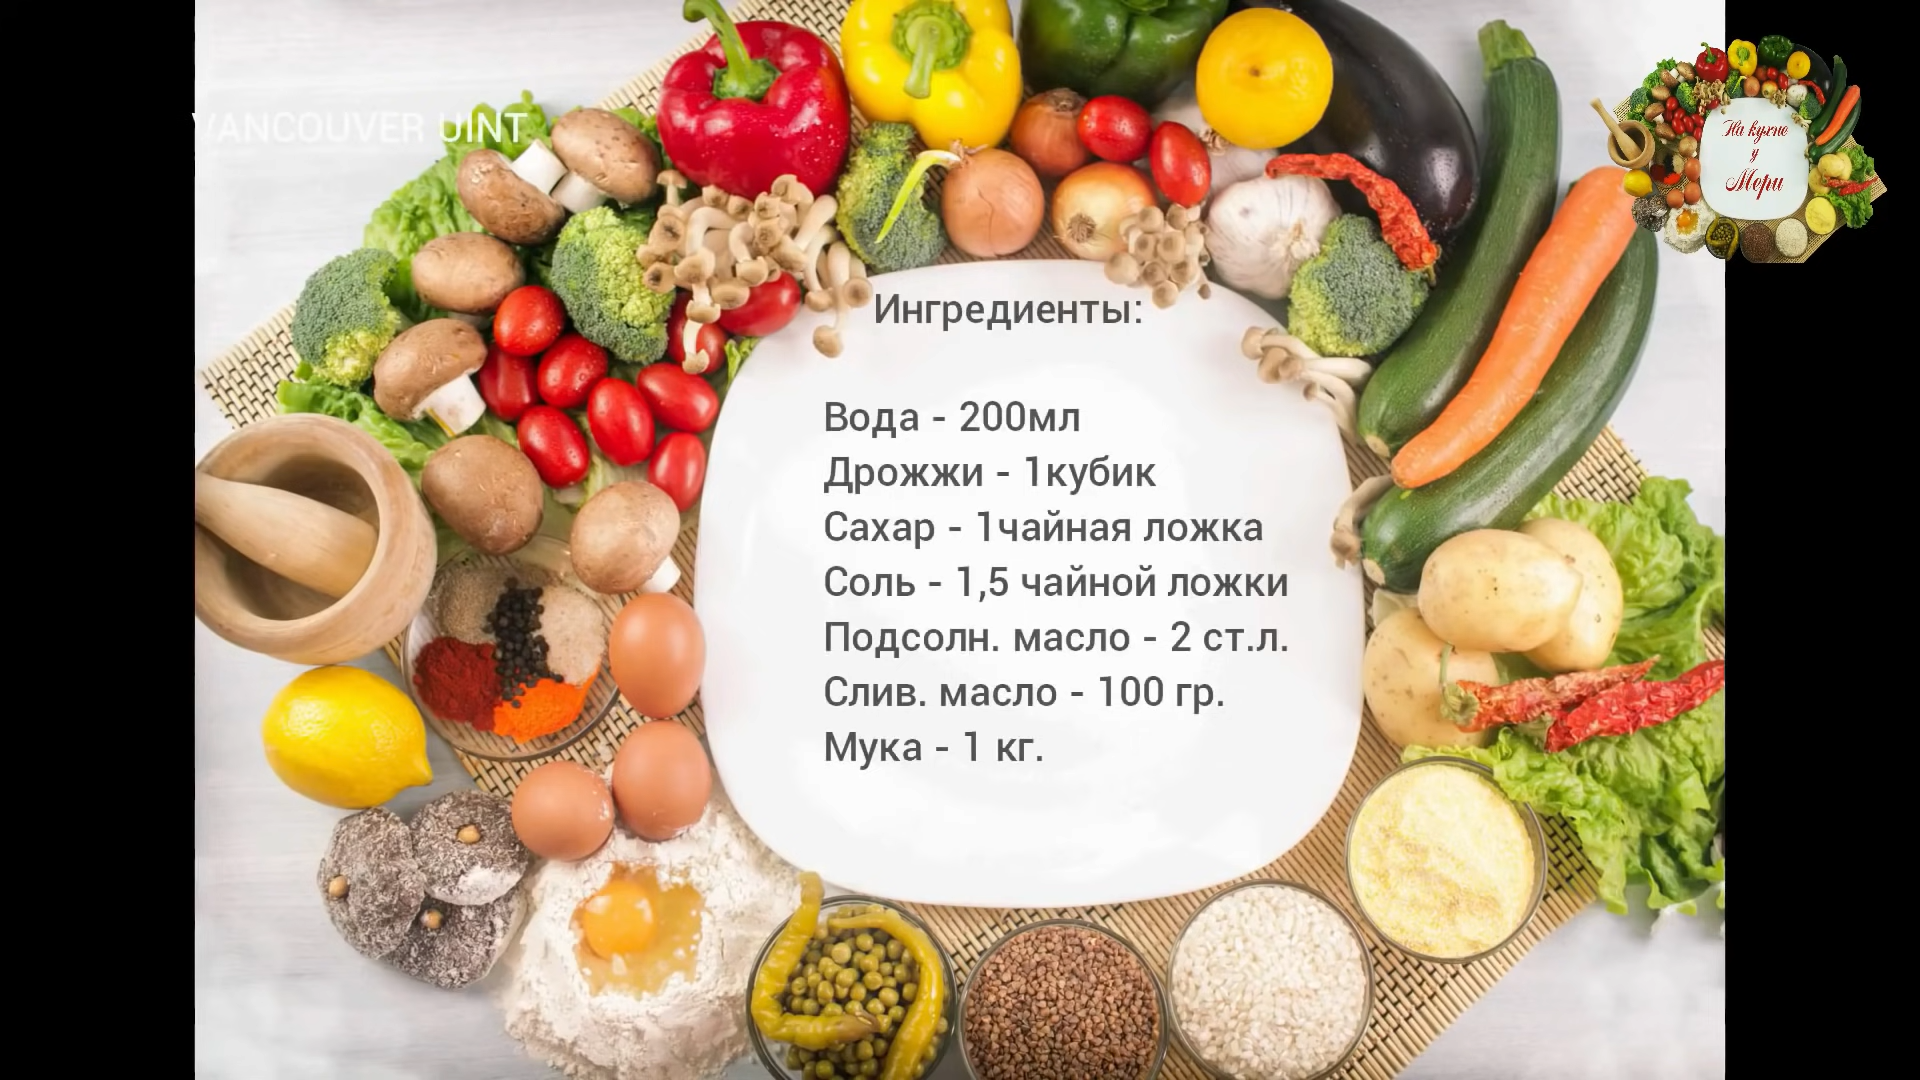 VANCOUVER UINT
На кухне
у
Мери
Ингредиенты:
Вода - 200мл
Дрожжи - 1кубик
Сахар - 1чайная ложка
Соль - 1,5 чайной ложки
Подсолн. масло - 2 ст.л.
Слив. масло - 100 гр.
Мука - 1 кг.